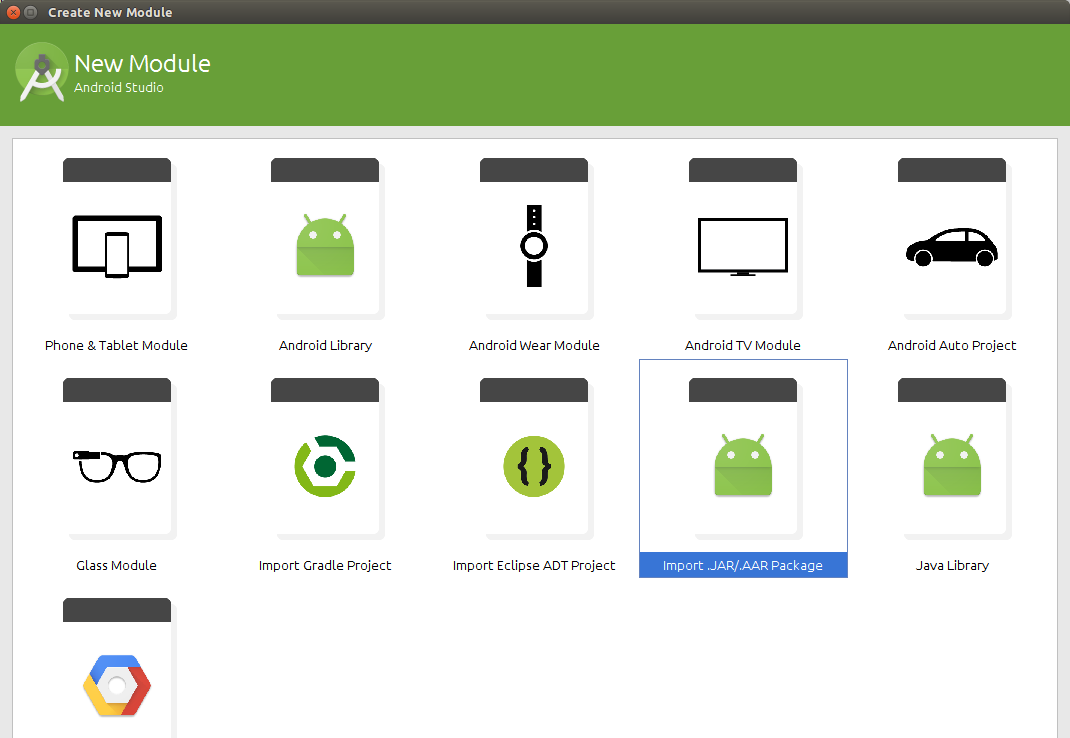 Create New Module
New Module
Android Studio
Phone & Tablet Module
Android Library
Android Wear Module
Android TV Module
Android Auto Project
Glass Module
Import Gradle Project
Import Eclipse ADT Project
Import .JAR/.AAR Package
Java Library